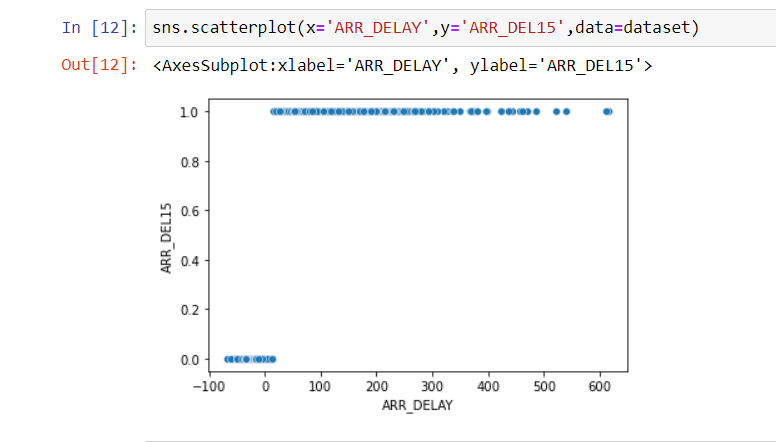 In [12]: sns.scatterplot(x='ARR_DELAY',y='ARR_DEL15',data=dataset)
Out[12]: <AxesSubplot:xlabel='ARR_DELAY', ylabel='ARR_DEL15'>
1.0
0.8
0.6
0.4
0.2
0.0
ARR_DEL15
−100 0 100 200 300 400 500 600
ARR_DELAY